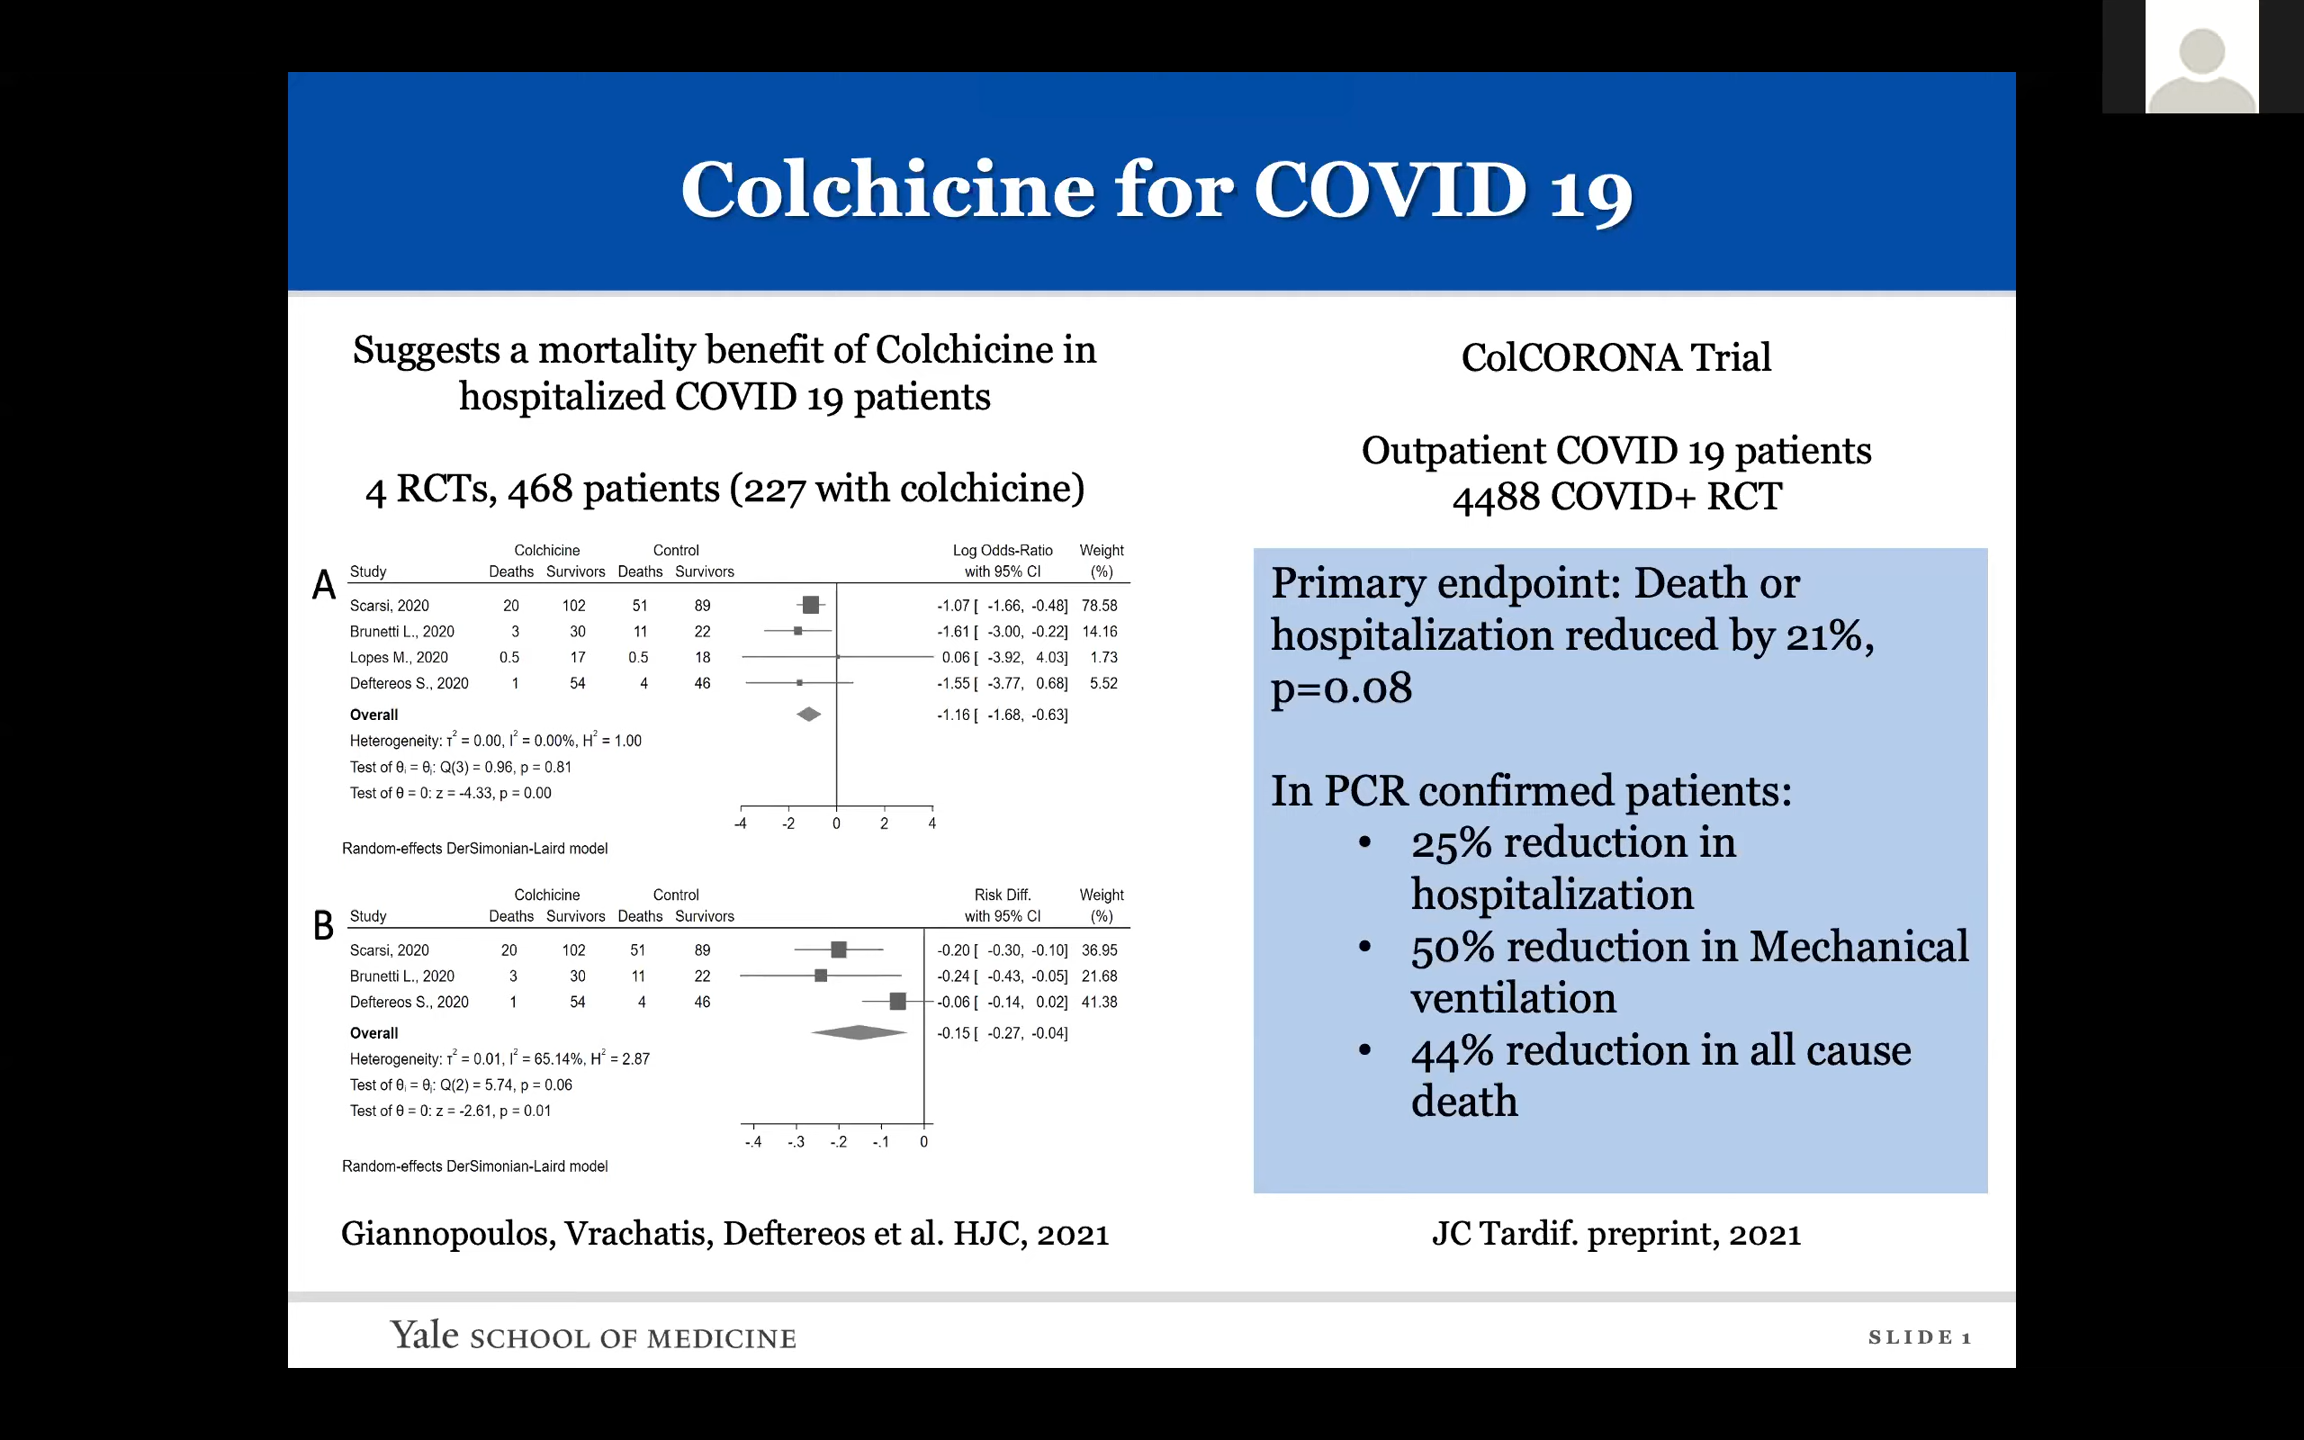 Colchicine for COVID 19
Suggests a mortality benefit of Colchicine in
hospitalized COVID 19 patients
4 RCTs, 468 patients (227 with colchicine)
A
Colchicine Control Log Odds-Ratio Weight
Study Deaths Survivors Deaths Survivors with 95% CI (%)
Scarsi, 2020 20 102 51 89 -1.07 [ -1.66, -0.48] 78.58
Brunetti L., 2020 3 30 11 22 -1.61 [ -3.00, -0.22] 14.16
Lopes M., 2020 0.5 17 0.5 18 0.06 [ -3.92, 4.03] 1.73
Deftereos S., 2020 1 54 4 46 -1.55 [ -3.77, 0.68] 5.52
Overall -1.16 [ -1.68, -0.63]
Heterogeneity: τ² = 0.00, I² = 0.00%, H² = 1.00
Test of θᵢ = θⱼ: Q(3) = 0.96, p = 0.81
Test of θ = 0: z = -4.33, p = 0.00
-4 -2 0 2 4
Random-effects DerSimonian-Laird model
B
Colchicine Control Risk Diff. Weight
Study Deaths Survivors Deaths Survivors with 95% CI (%)
Scarsi, 2020 20 102 51 89 -0.20 [ -0.30, -0.10] 36.95
Brunetti L., 2020 3 30 11 22 -0.24 [ -0.43, -0.05] 21.68
Deftereos S., 2020 1 54 4 46 -0.06 [ -0.14, 0.02] 41.38
Overall -0.15 [ -0.27, -0.04]
Heterogeneity: τ² = 0.01, I² = 65.14%, H² = 2.87
Test of θᵢ = θⱼ: Q(2) = 5.74, p = 0.06
Test of θ = 0: z = -2.61, p = 0.01
-.4 -.3 -.2 -.1 0
Random-effects DerSimonian-Laird model
Giannopoulos, Vrachatis, Deftereos et al. HJC, 2021
ColCORONA Trial
Outpatient COVID 19 patients
4488 COVID+ RCT
Primary endpoint: Death or
hospitalization reduced by 21%,
p=0.08
In PCR confirmed patients:
• 25% reduction in
hospitalization
• 50% reduction in Mechanical
ventilation
• 44% reduction in all cause
death
JC Tardif. preprint, 2021
Yale SCHOOL OF MEDICINE
SLIDE 1